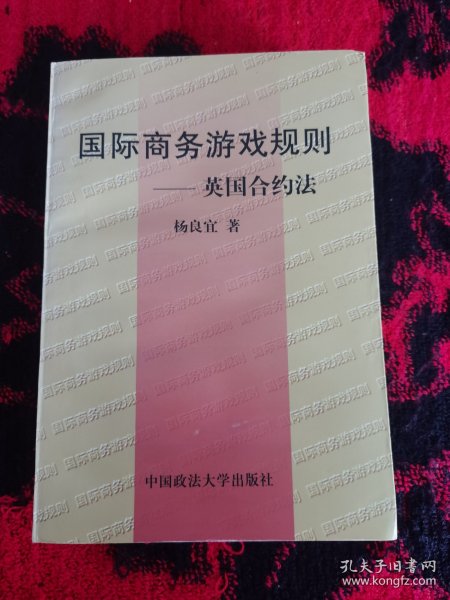 国际商务游戏规则
——英国合约法
杨良宜 著
中国政法大学出版社
孔夫子旧书网
www.kongfz.com